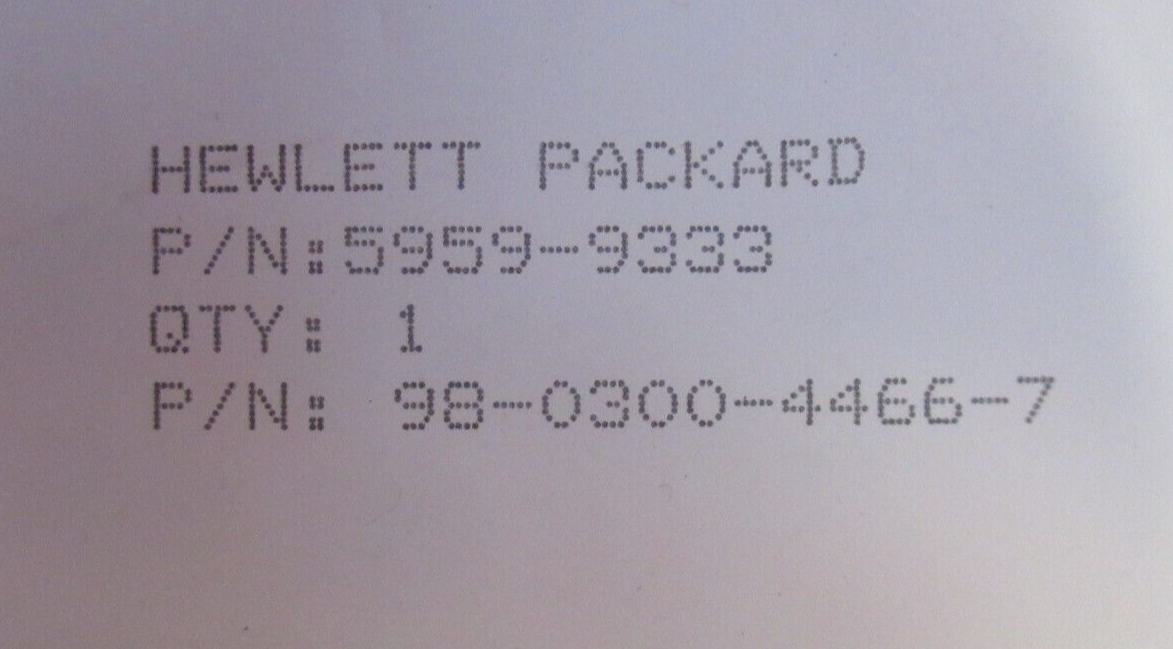 HEWLETT PACKARD
P/N:5959-9333
QTY: 1
P/N: 98-0300-4466-7